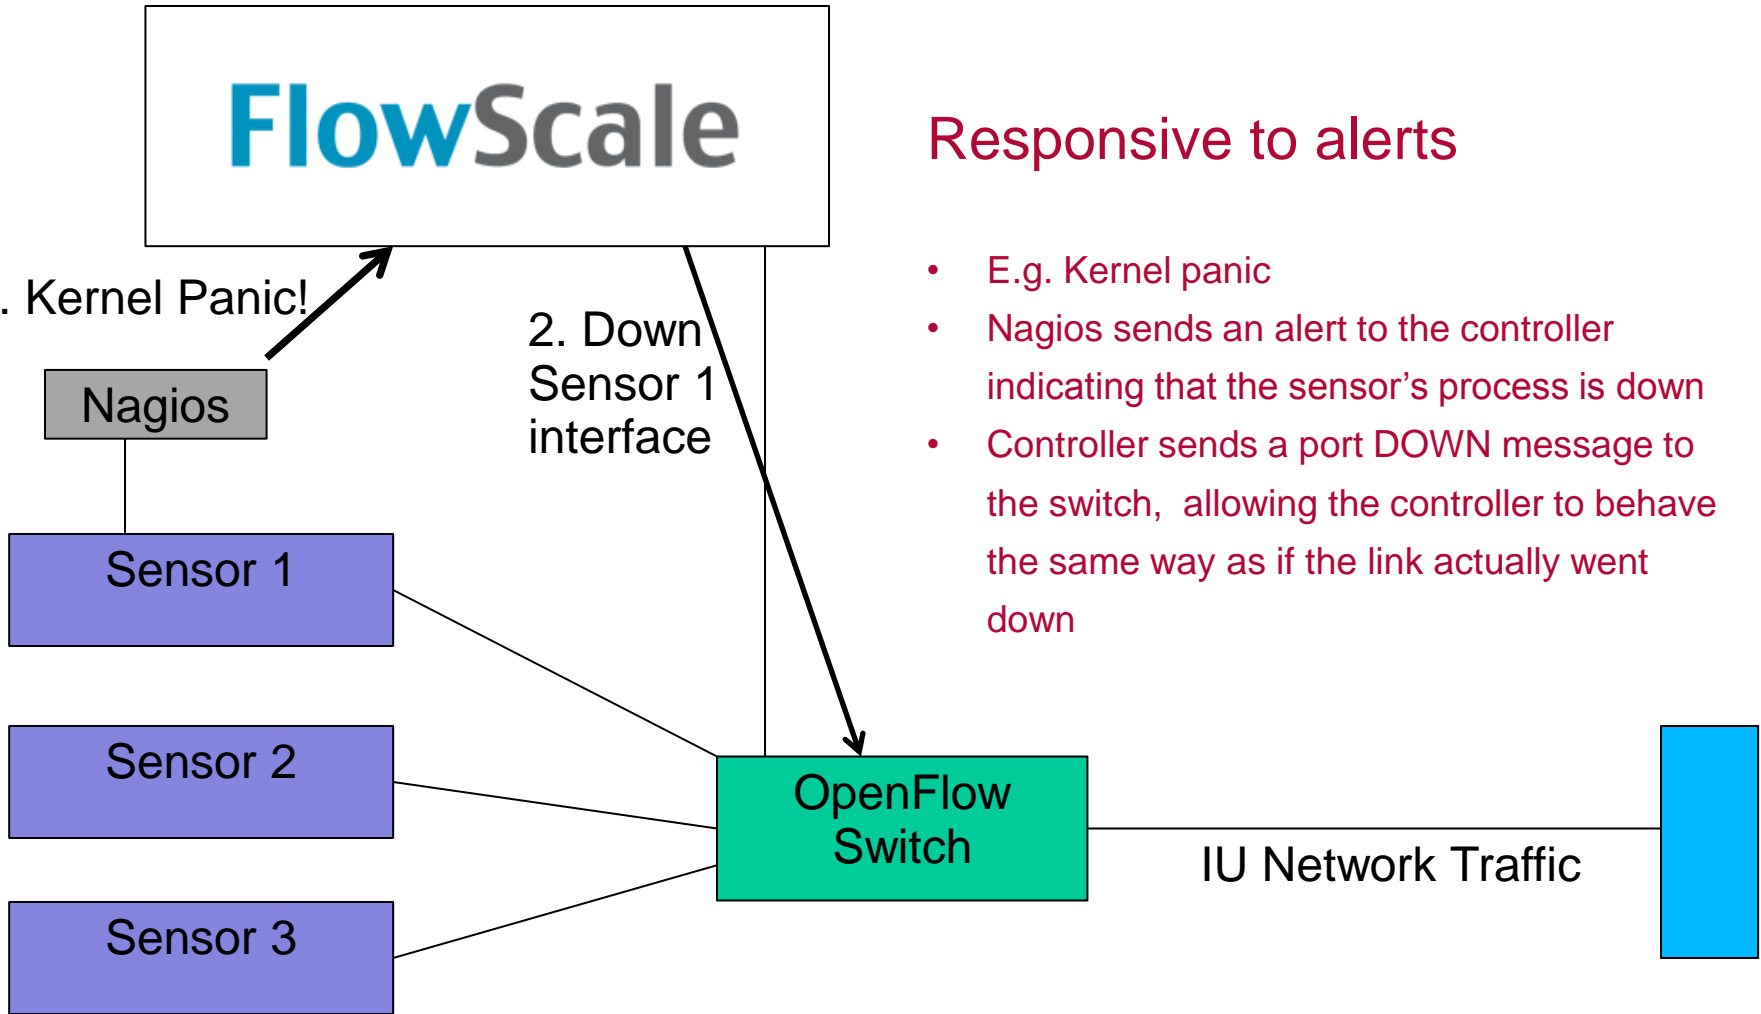 FlowScale
Responsive to alerts
• E.g. Kernel panic
• Nagios sends an alert to the controller
indicating that the sensor’s process is down
• Controller sends a port DOWN message to
the switch,  allowing the controller to behave
the same way as if the link actually went
down
. Kernel Panic!
2. Down
Sensor 1
interface
Nagios
Sensor 1
Sensor 2
Sensor 3
OpenFlow
Switch
IU Network Traffic